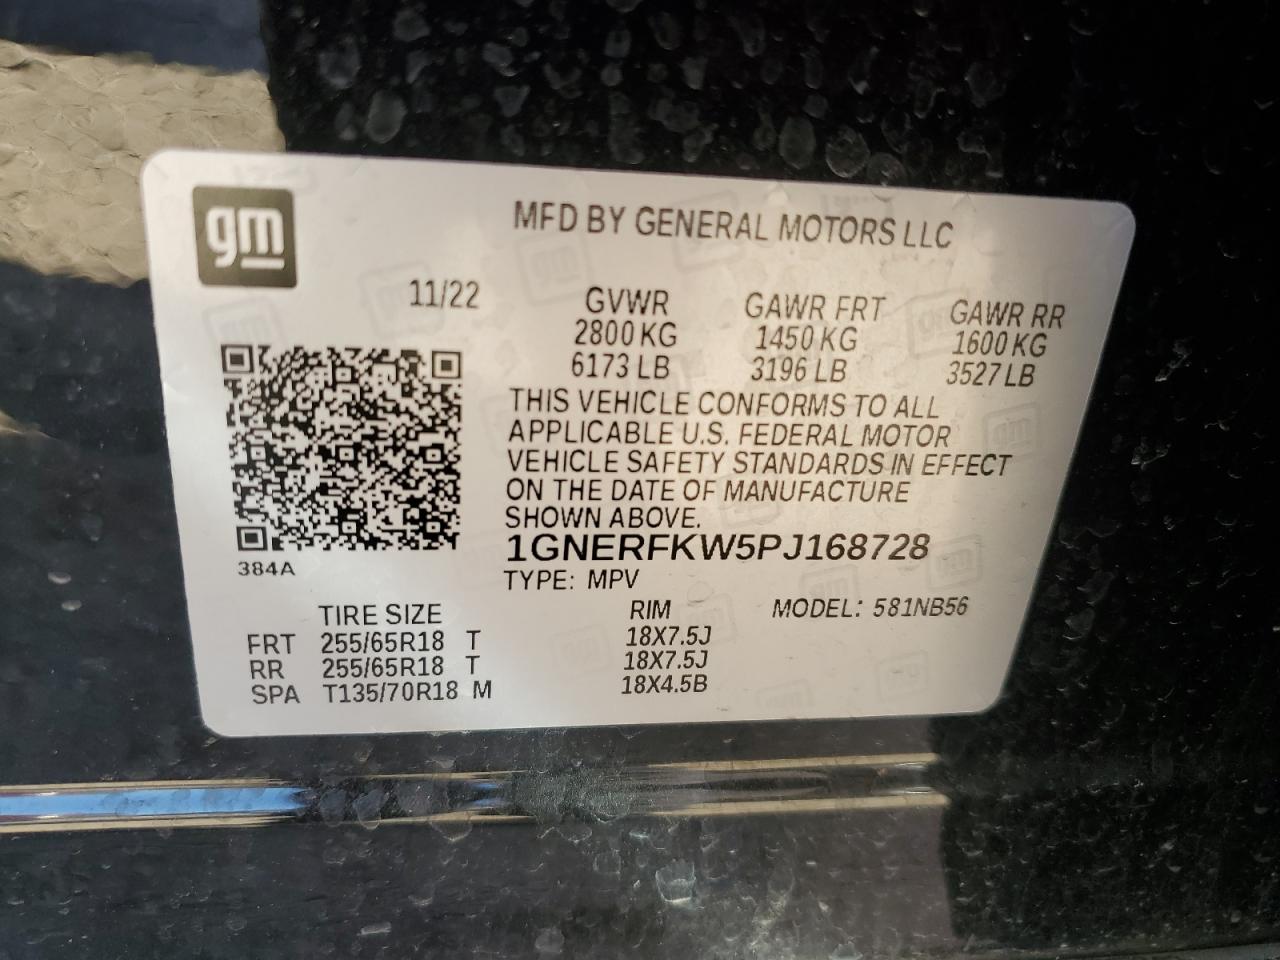 gm
MFD BY GENERAL MOTORS LLC
11/22 GVWR GAWR FRT GAWR RR
2800 KG 1450 KG 1600 KG
6173 LB 3196 LB 3527 LB
THIS VEHICLE CONFORMS TO ALL
APPLICABLE U.S. FEDERAL MOTOR
VEHICLE SAFETY STANDARDS IN EFFECT
ON THE DATE OF MANUFACTURE
SHOWN ABOVE.
1GNERFKW5PJ168728
384A
TYPE: MPV
TIRE SIZE RIM MODEL: 581NB56
FRT 255/65R18 T 18X7.5J
RR 255/65R18 T 18X7.5J
SPA T135/70R18 M 18X4.5B